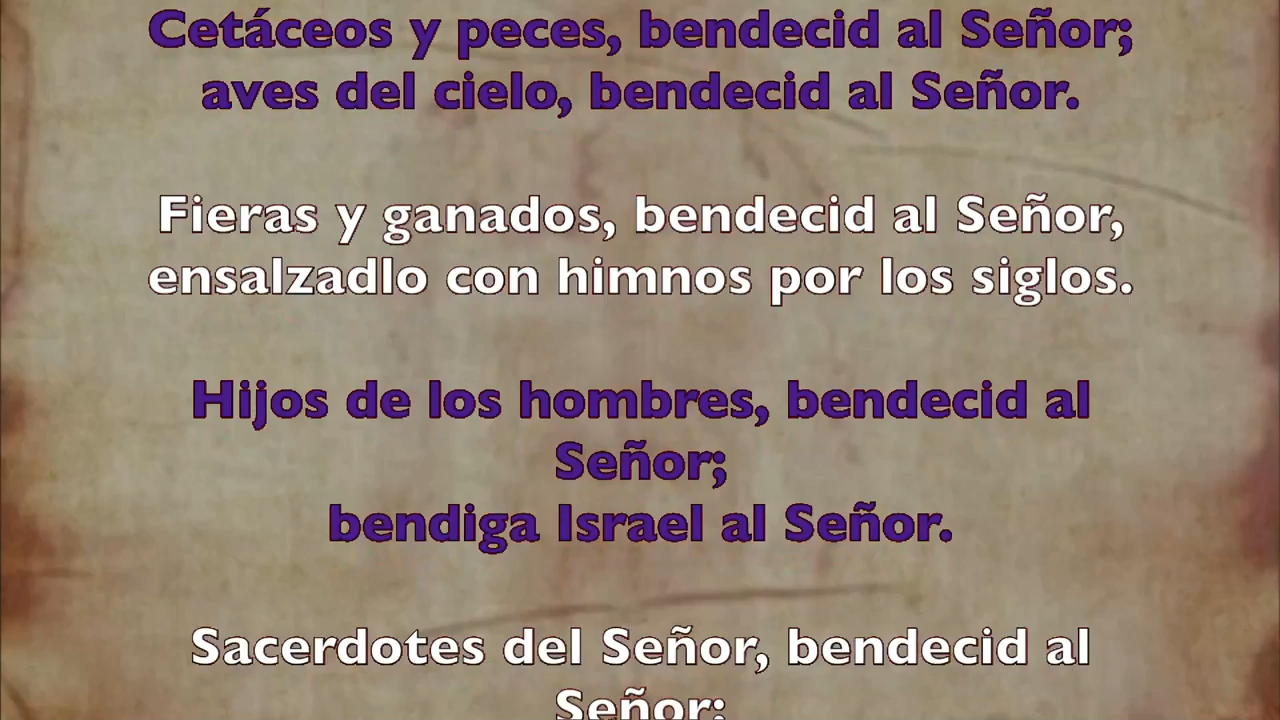 Cetáceos y peces, bendecid al Señor;
aves del cielo, bendecid al Señor.
Fieras y ganados, bendecid al Señor,
ensalzadlo con himnos por los siglos.
Hijos de los hombres, bendecid al
Señor;
bendiga Israel al Señor.
Sacerdotes del Señor, bendecid al
Señor;